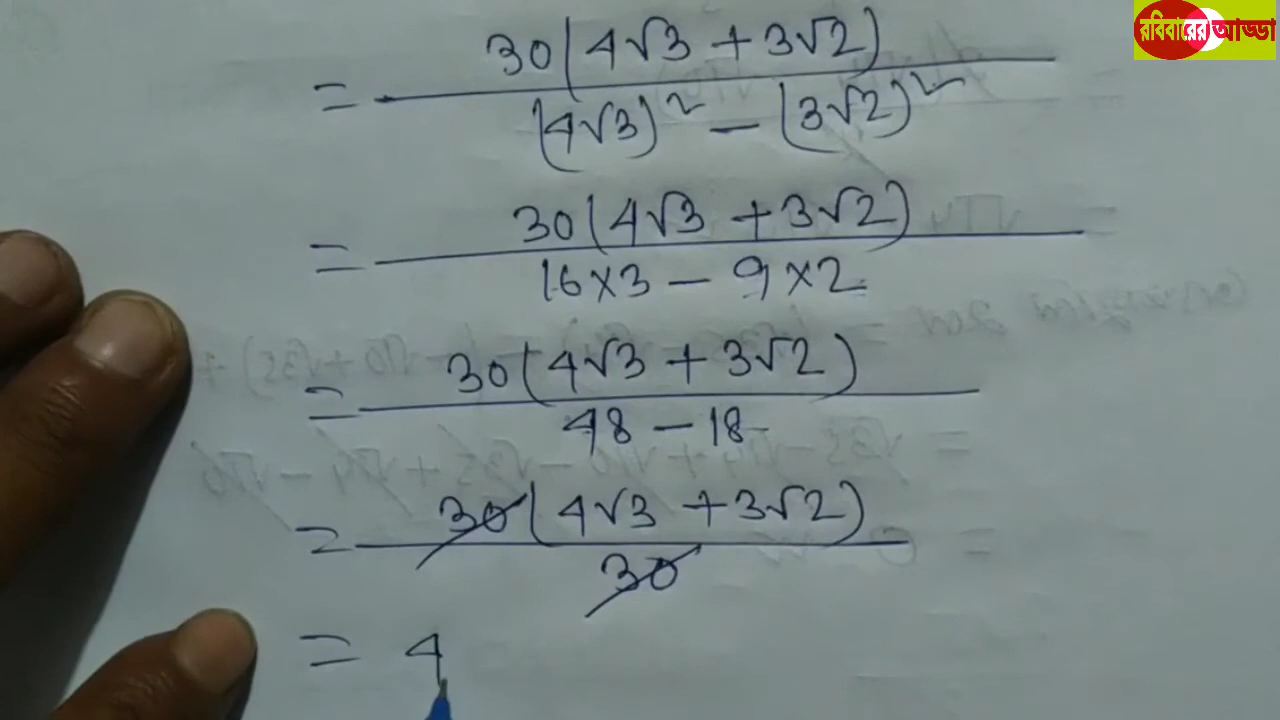 রবিবারের আড্ডা
= 30(4√3 + 3√2) / (4√3)² − (3√2)²
= 30(4√3 + 3√2) / 16×3 − 9×2
= 30(4√3 + 3√2) / 48 − 18
= 30(4√3 + 3√2) / 30
= 4